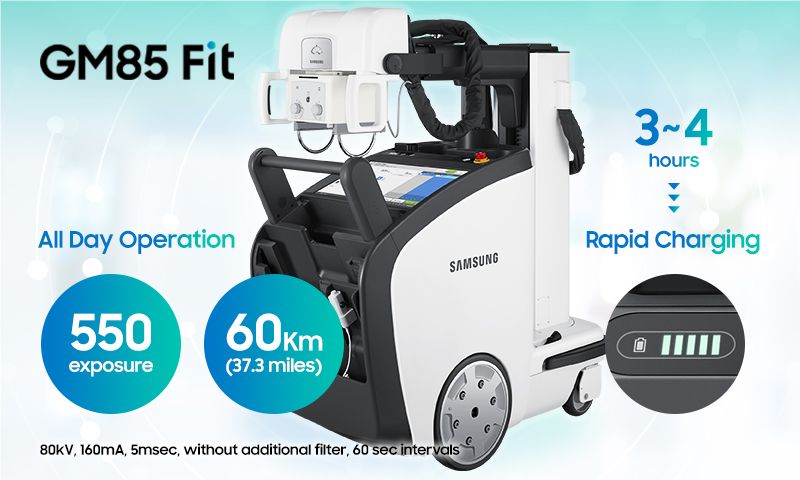 GM85 Fit
SAMSUNG
3~4
hours
All Day Operation
Rapid Charging
SAMSUNG
550
exposure
60Km
(37.3 miles)
80kV, 160mA, 5msec, without additional filter, 60 sec intervals